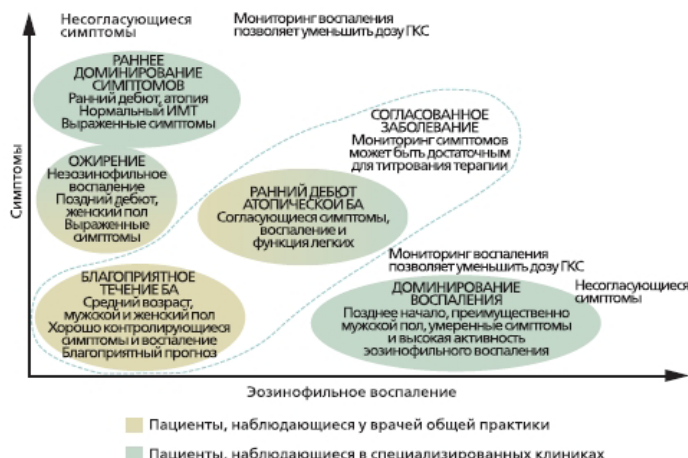 Несогласующиеся
симптомы
Мониторинг воспаления
позволяет уменьшить дозу ГКС
РАННЕЕ
ДОМИНИРОВАНИЕ
СИМПТОМОВ
Ранний дебют, атопия
Нормальный ИМТ
Выраженные симптомы
СОГЛАСОВАННОЕ
ЗАБОЛЕВАНИЕ
Мониторинг симптомов
может быть достаточным
для титрования терапии
ОЖИРЕНИЕ
Неэозинофильное
воспаление
Поздний дебют,
женский пол
Выраженные
симптомы
РАННИЙ ДЕБЮТ
АТОПИЧЕСКОЙ БА
Согласующиеся симптомы,
воспаление и
функция легких
Мониторинг воспаления
позволяет уменьшить дозу ГКС
БЛАГОПРИЯТНОЕ
ТЕЧЕНИЕ БА
Средний возраст,
мужской и женский пол
Хорошо контролирующиеся
симптомы и воспаление
Благоприятный прогноз
ДОМИНИРОВАНИЕ
ВОСПАЛЕНИЯ
Позднее начало, преимущественно
мужской пол, умеренные симптомы
и высокая активность
эозинофильного воспаления
Несогласующиеся
симптомы
Симптомы
Эозинофильное воспаление
Пациенты, наблюдающиеся у врачей общей практики
Пациенты, наблюдающиеся в специализированных клиниках